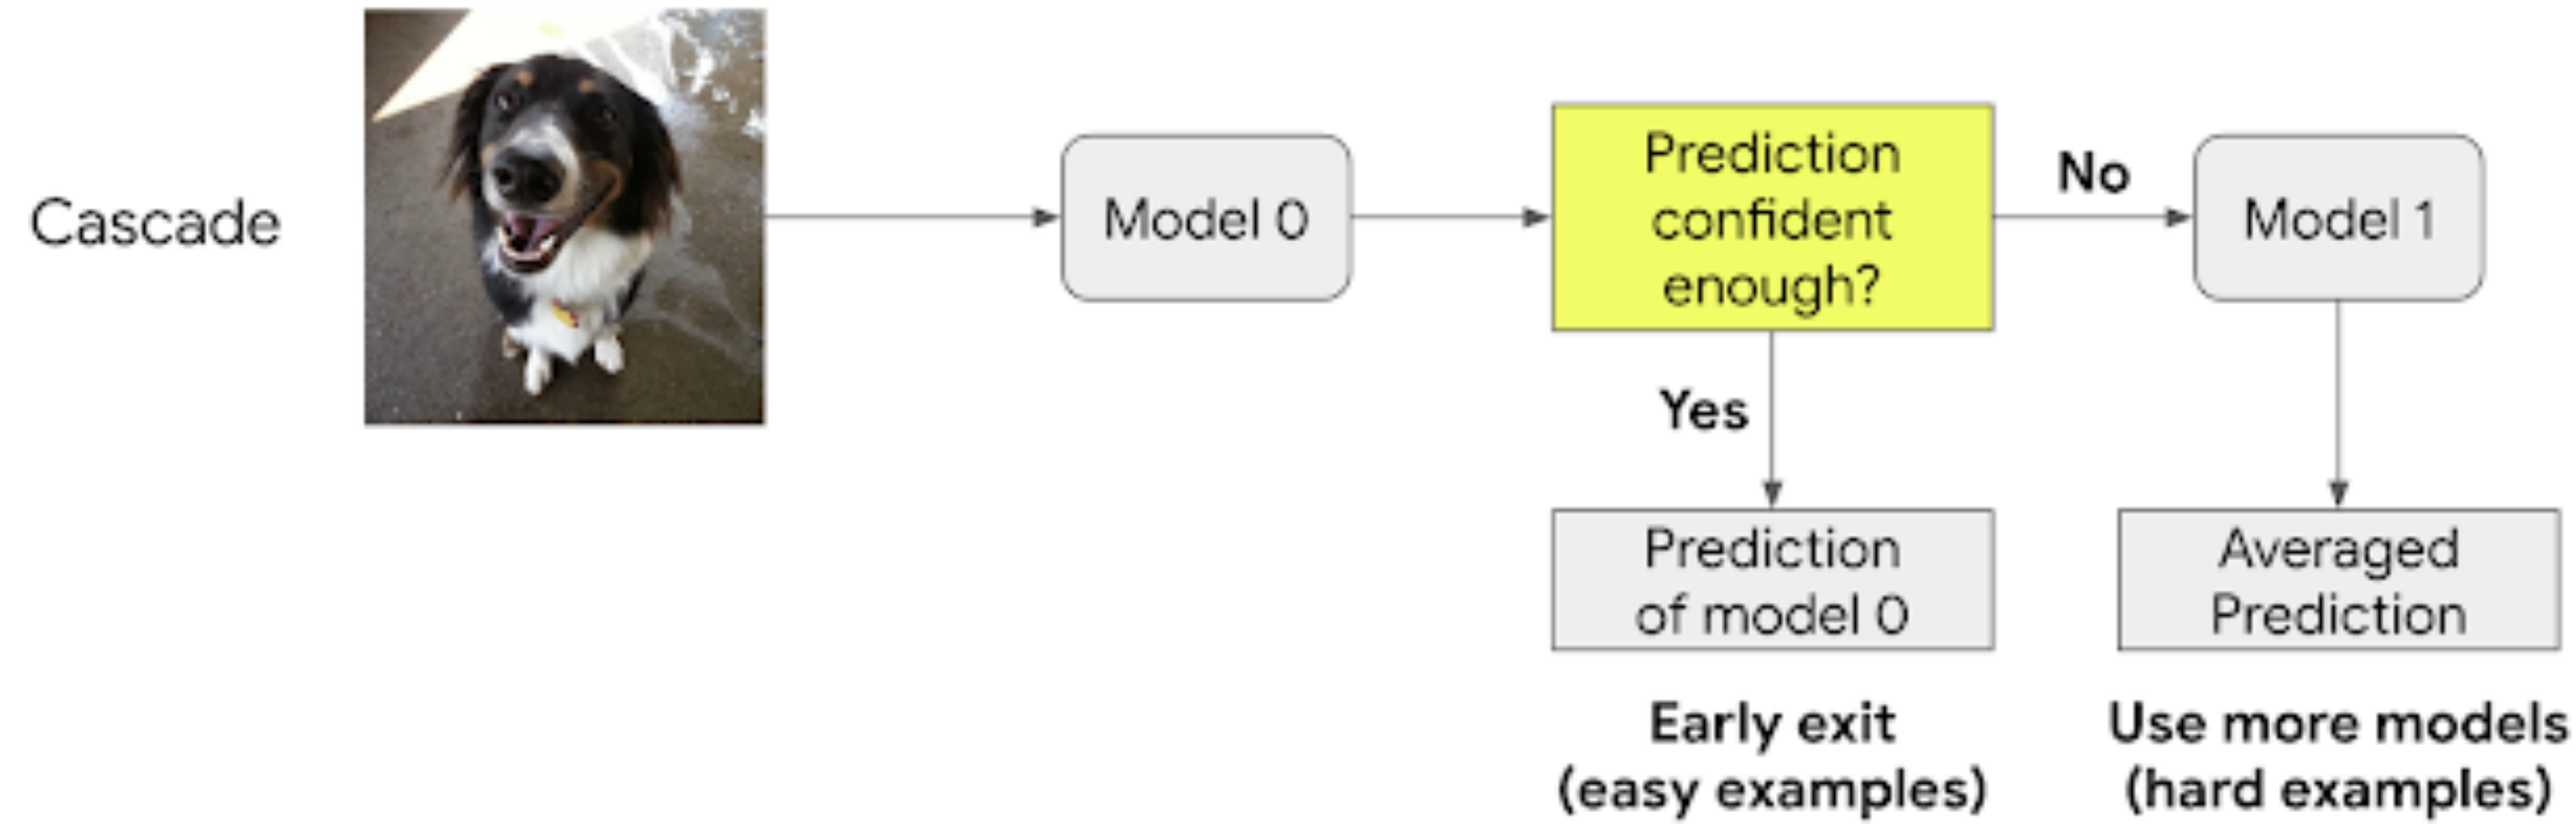 Cascade
Model 0
Prediction
confident
enough?
No
Model 1
Yes
Prediction
of model 0
Averaged
Prediction
Early exit
(easy examples)
Use more models
(hard examples)